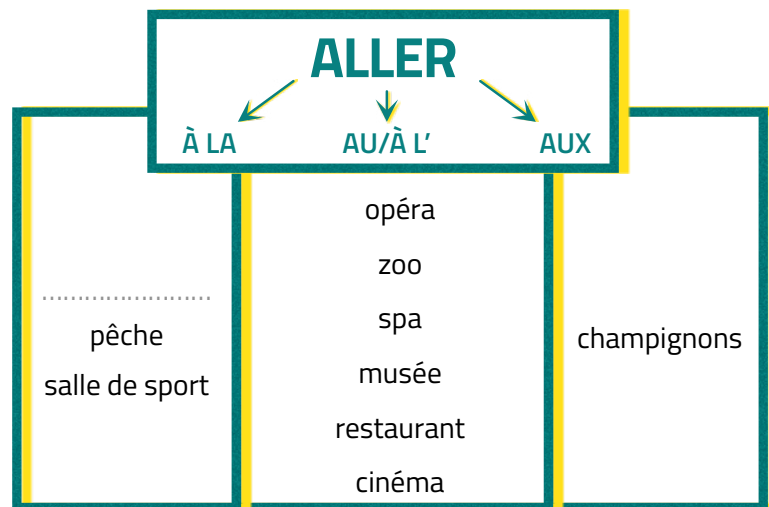 ALLER
À LA
AU/À L'
AUX
........................
pêche
salle de sport
opéra
zoo
spa
musée
restaurant
cinéma
champignons